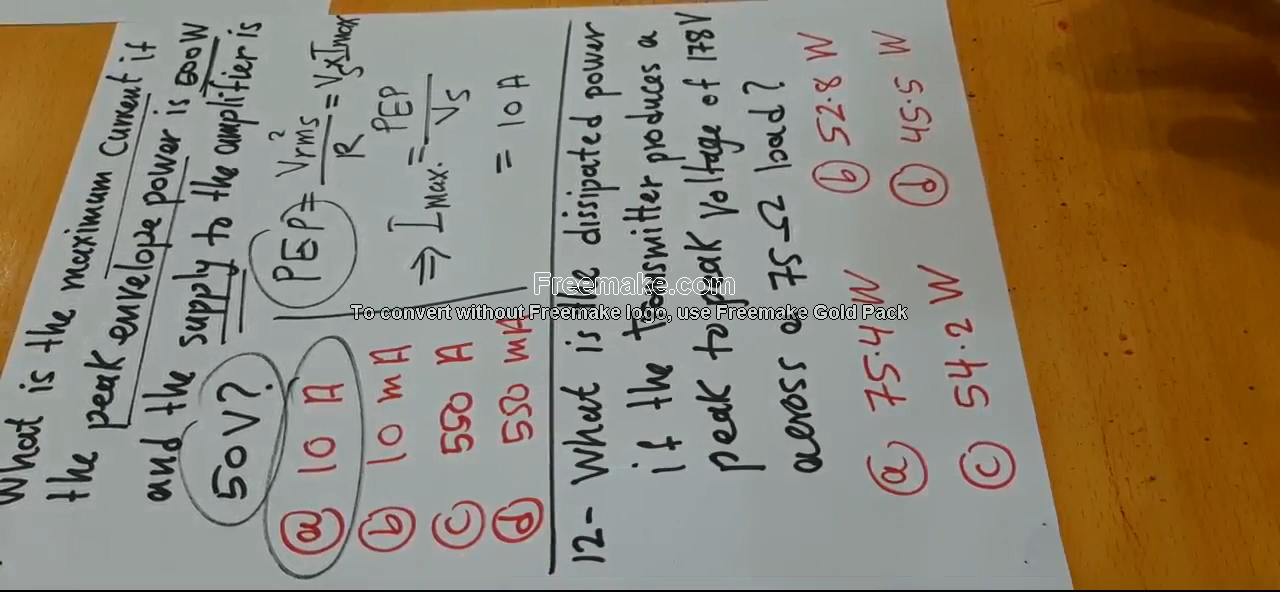 What is the maximum current if
the peak envelope power is 500W
and the supply to the amplifier is
50V?
PEP = V²rms / R = Vs x Imax
⇒ Imax. = PEP / Vs
= 10 A
a 10 A
b 10 mA
c 550 A
d 550 mA
12- What is the dissipated power
if the transmitter produces a
peak to peak voltage of 178V
across a 75-Ω load?
a 75.4 W b 52.8 W
c 54.2 W d 45.5 W
Freemake.com
To convert without Freemake logo, use Freemake Gold Pack